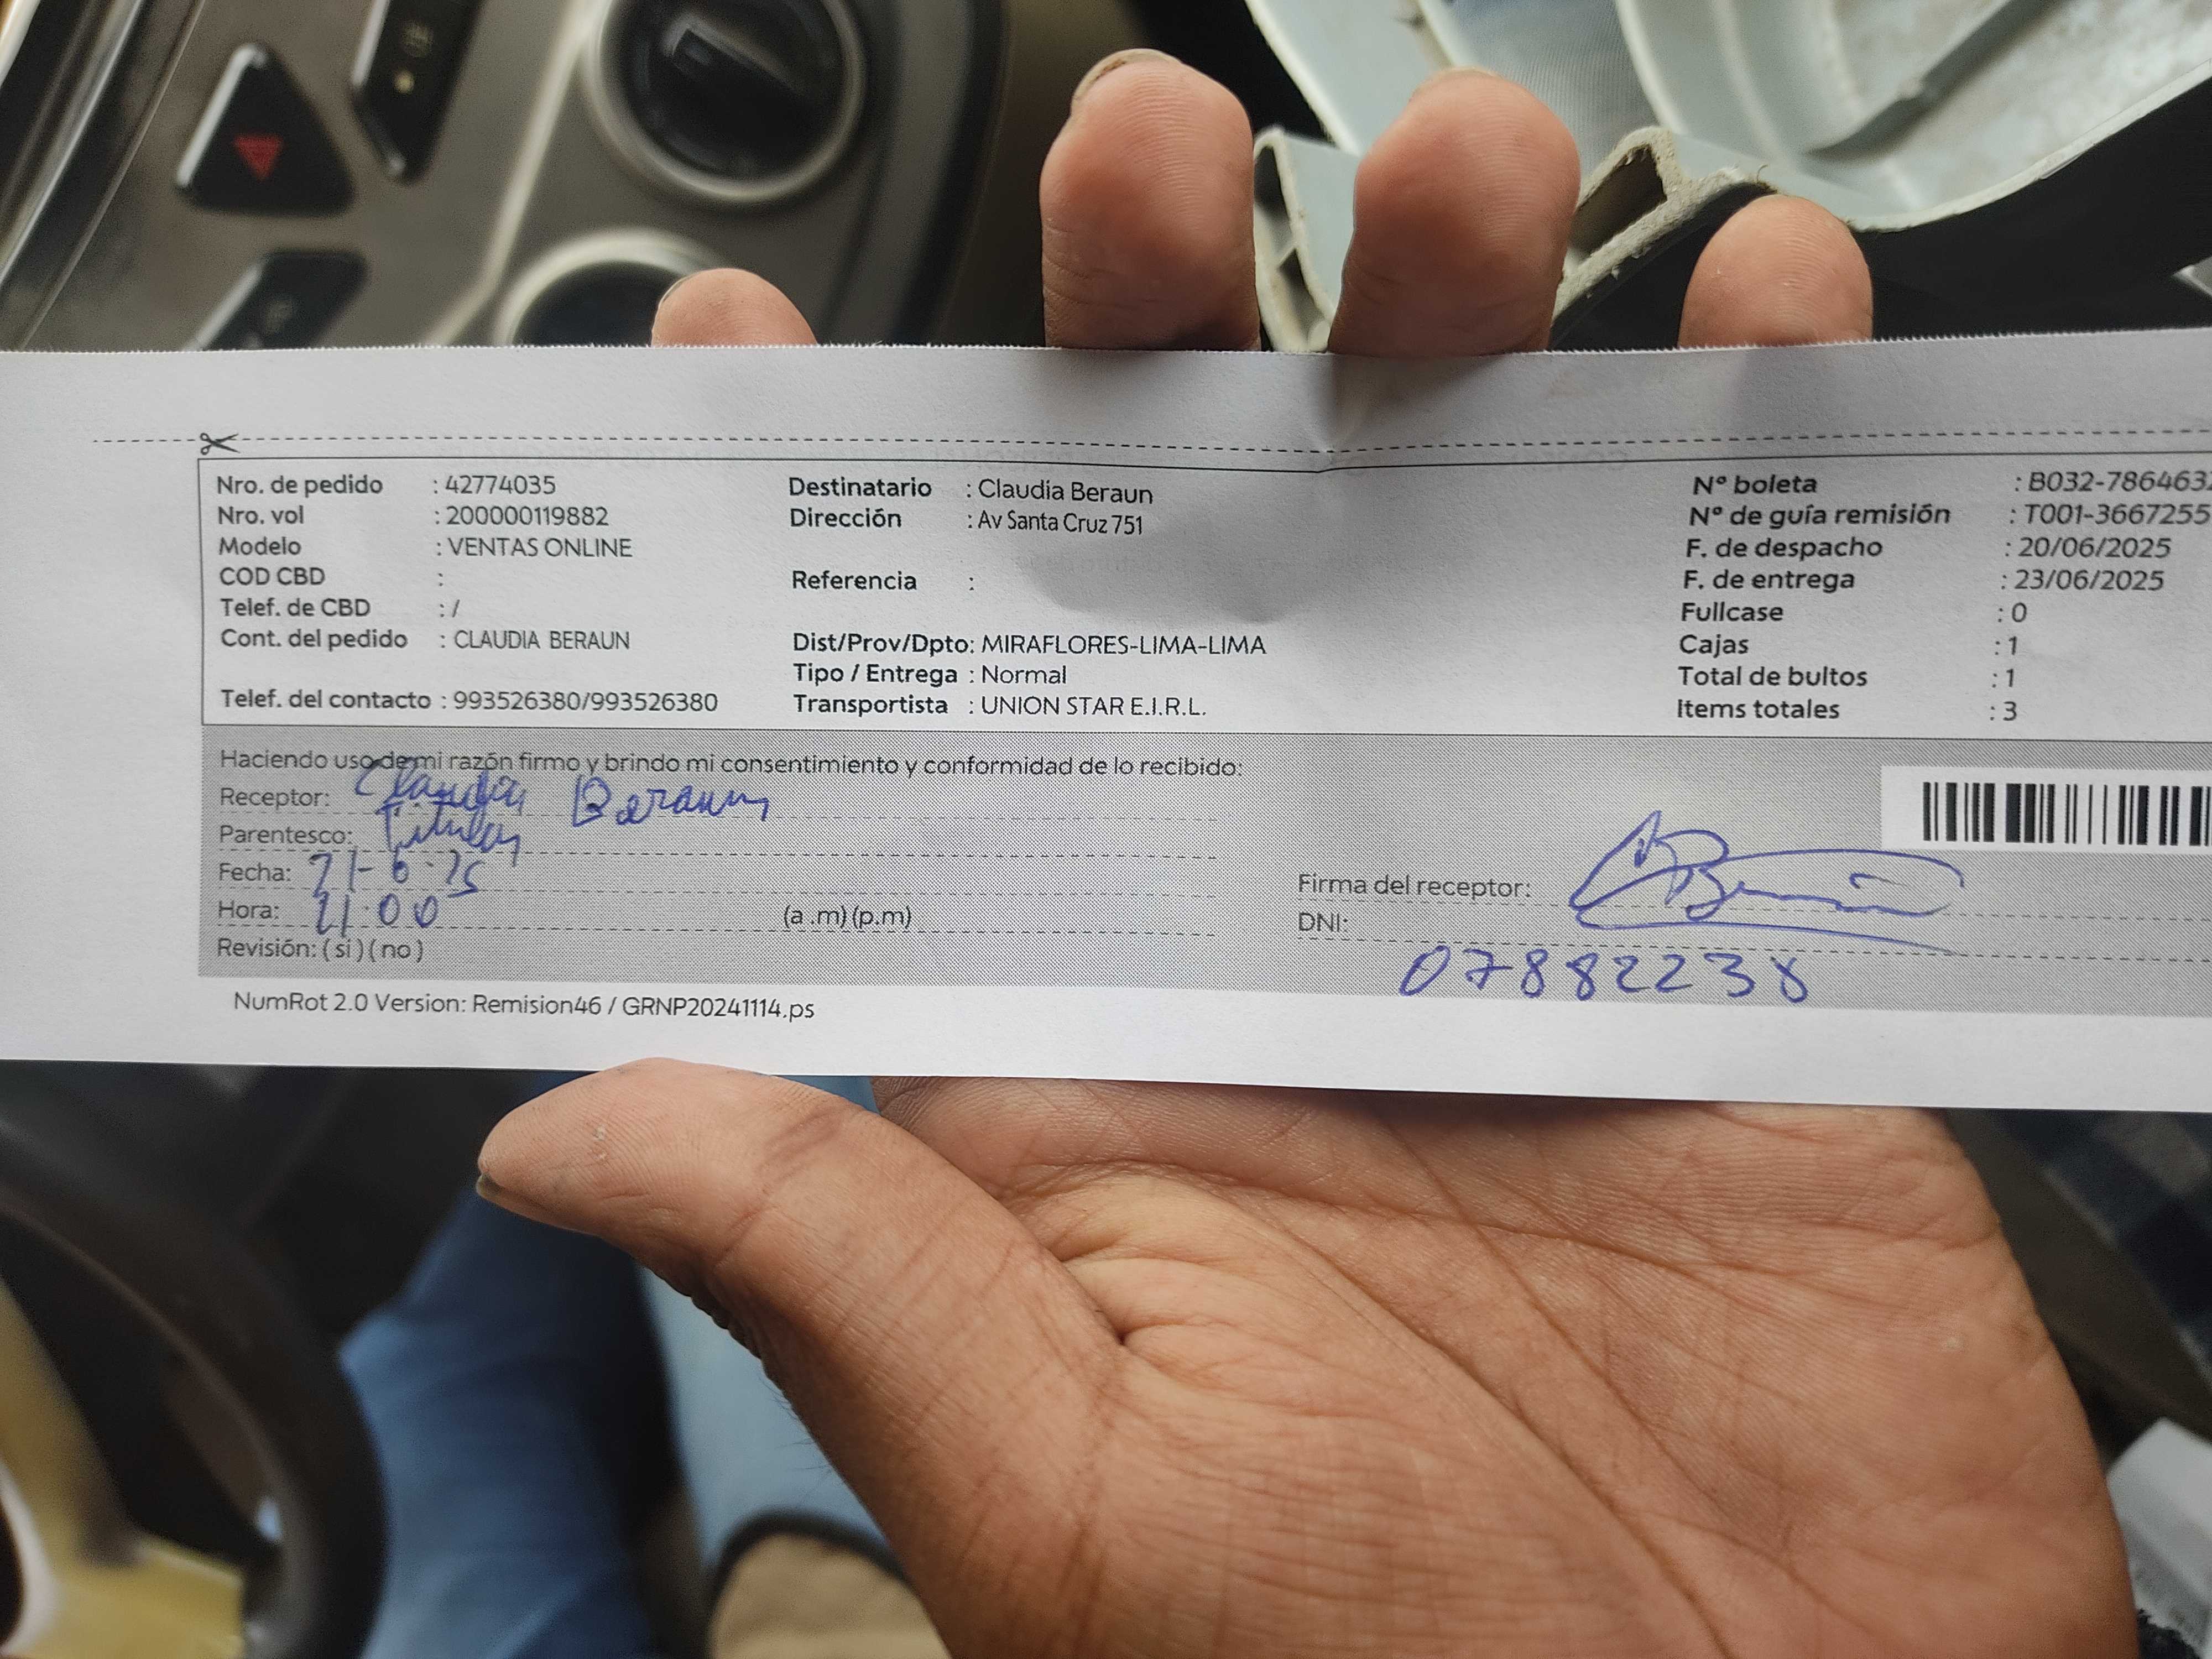 Nro. de pedido : 42774035
Nro. vol : 200000119882
Modelo : VENTAS ONLINE
COD CBD :
Telef. de CBD : /
Cont. del pedido : CLAUDIA BERAUN
Telef. del contacto : 993526380/993526380
Destinatario : Claudia Beraun
Dirección : Av Santa Cruz 751
Referencia :
Dist/Prov/Dpto: MIRAFLORES-LIMA-LIMA
Tipo / Entrega : Normal
Transportista : UNION STAR E.I.R.L.
Nº boleta : B032-786463
Nº de guía remisión : T001-3667255
F. de despacho : 20/06/2025
F. de entrega : 23/06/2025
Fullcase : 0
Cajas : 1
Total de bultos : 1
Items totales : 3
Haciendo uso de mi razón firmo y brindo mi consentimiento y conformidad de lo recibido:
Receptor: Claudia Beraun
Parentesco: Titular
Fecha: 21-6-25
Hora: 11:00 (a.m) (p.m)
Revisión: ( si ) ( no )
Firma del receptor:
DNI: 07882238
NumRot 2.0 Version: Remision46 / GRNP20241114.ps